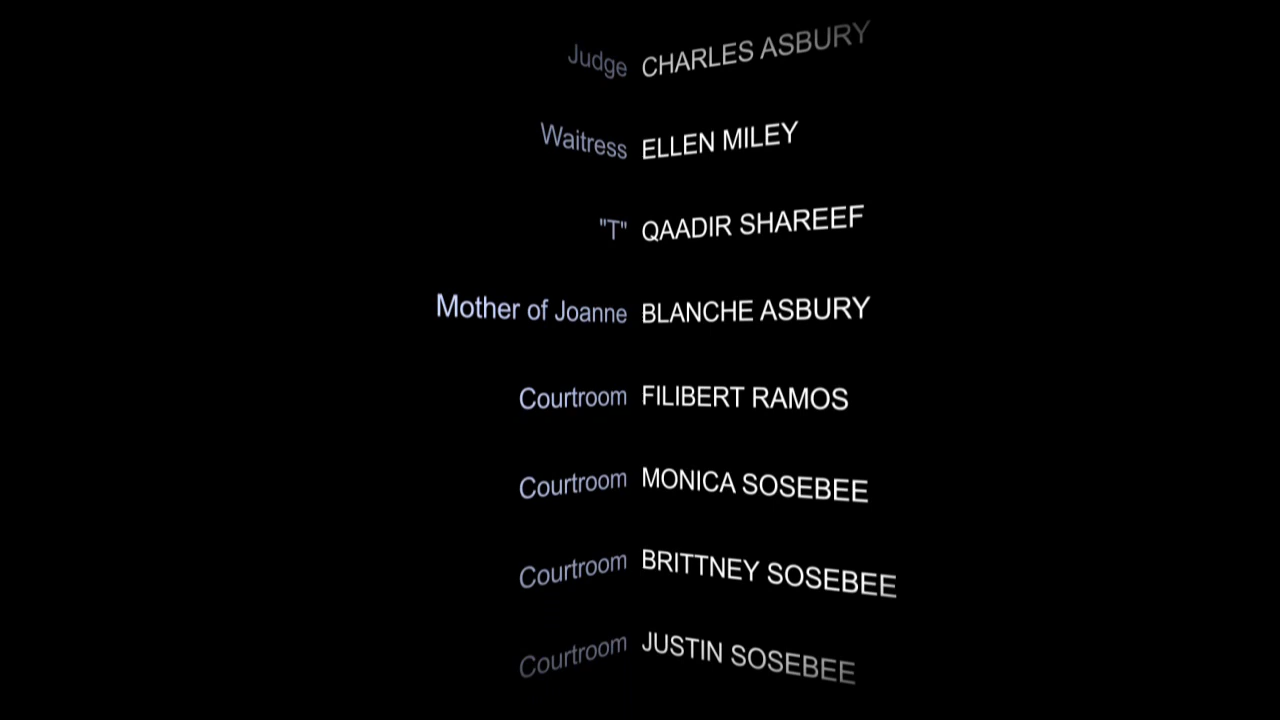 Judge CHARLES ASBURY
Waitress ELLEN MILEY
"T" QAADIR SHAREEF
Mother of Joanne BLANCHE ASBURY
Courtroom FILIBERT RAMOS
Courtroom MONICA SOSEBEE
Courtroom BRITTNEY SOSEBEE
Courtroom JUSTIN SOSEBEE